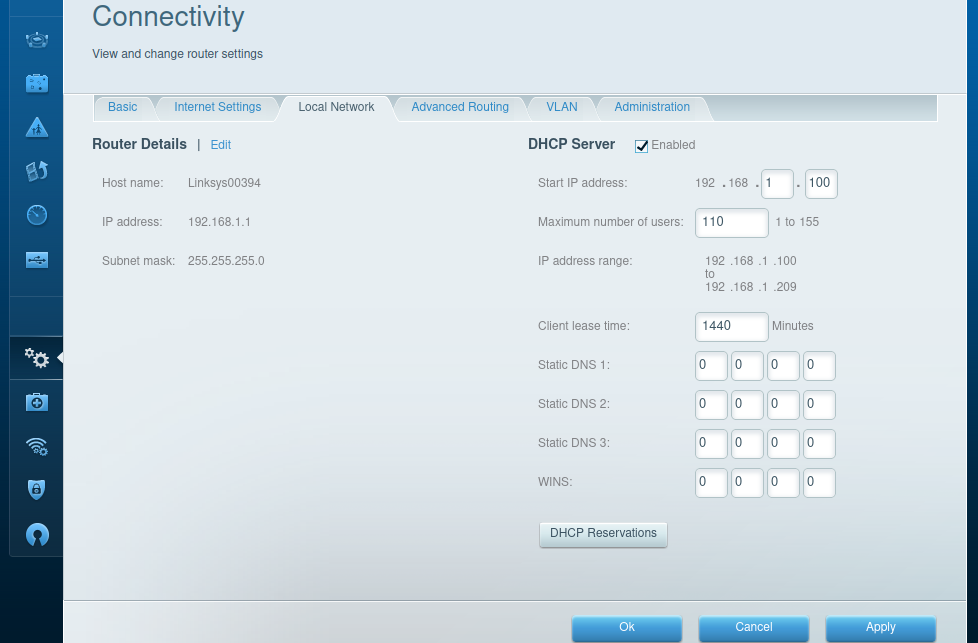 Connectivity
View and change router settings
Basic Internet Settings Local Network Advanced Routing VLAN Administration
Router Details | Edit
Host name: Linksys00394
IP address: 192.168.1.1
Subnet mask: 255.255.255.0
DHCP Server Enabled
Start IP address: 192 .168 . 1 . 100
Maximum number of users: 110 1 to 155
IP address range: 192 .168 .1 .100
to
192 .168 .1 .209
Client lease time: 1440 Minutes
Static DNS 1: 0 0 0 0
Static DNS 2: 0 0 0 0
Static DNS 3: 0 0 0 0
WINS: 0 0 0 0
DHCP Reservations
Ok Cancel Apply